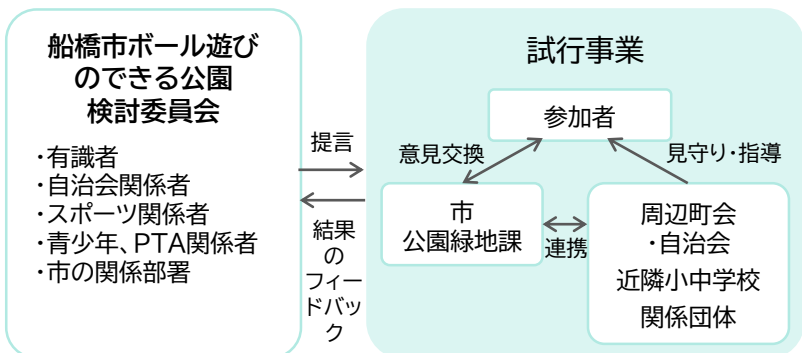 船橋市ボール遊び
のできる公園
検討委員会
・有識者
・自治会関係者
・スポーツ関係者
・青少年、PTA関係者
・市の関係部署
提言
結果
の
フィー
ドバッ
ク
試行事業
参加者
意見交換
見守り・指導
市
公園緑地課
連携
周辺町会
・自治会
近隣小中学校
関係団体